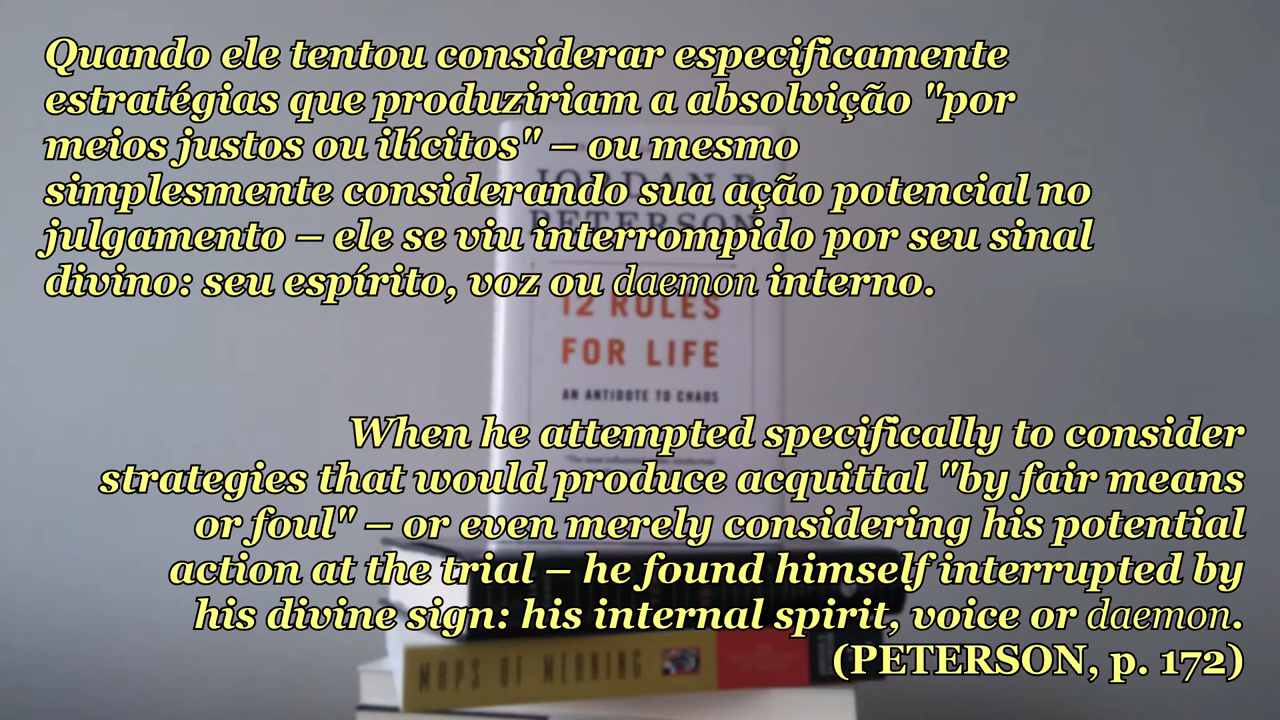 Quando ele tentou considerar especificamente
estratégias que produziriam a absolvição "por
meios justos ou ilícitos" – ou mesmo
simplesmente considerando sua ação potencial no
julgamento – ele se viu interrompido por seu sinal
divino: seu espírito, voz ou daemon interno.
JORDAN B.
PETERSON
12 RULES
FOR LIFE
AN ANTIDOTE TO CHAOS
When he attempted specifically to consider
strategies that would produce acquittal "by fair means
or foul" – or even merely considering his potential
action at the trial – he found himself interrupted by
his divine sign: his internal spirit, voice or daemon.
(PETERSON, p. 172)
MAPS OF MEANING